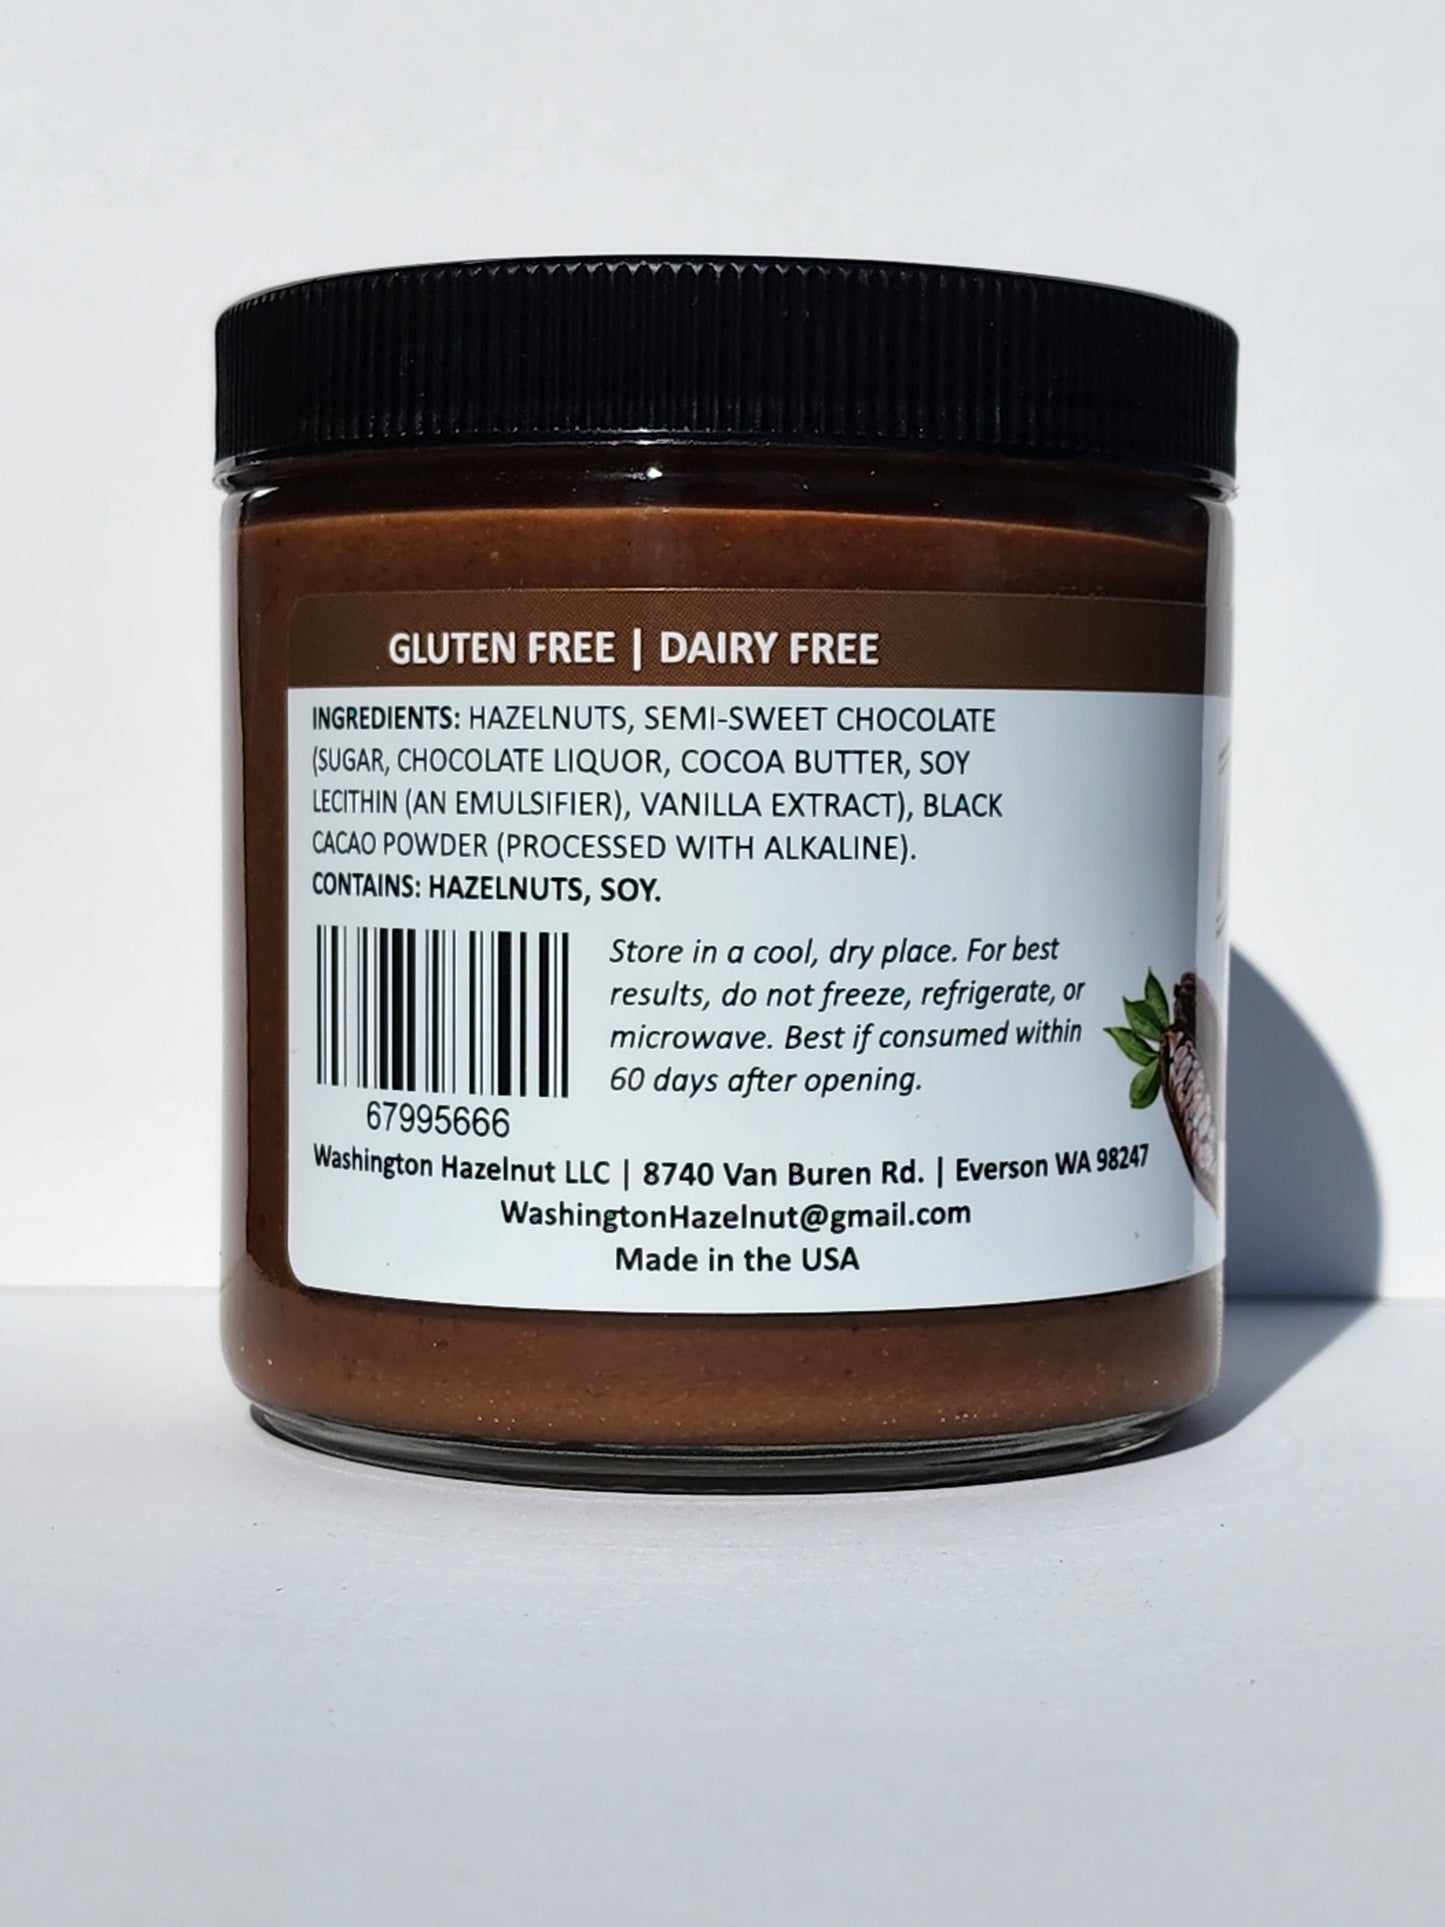 GLUTEN FREE | DAIRY FREE
INGREDIENTS: HAZELNUTS, SEMI-SWEET CHOCOLATE
(SUGAR, CHOCOLATE LIQUOR, COCOA BUTTER, SOY
LECITHIN (AN EMULSIFIER), VANILLA EXTRACT), BLACK
CACAO POWDER (PROCESSED WITH ALKALINE).
CONTAINS: HAZELNUTS, SOY.
Store in a cool, dry place. For best
results, do not freeze, refrigerate, or
microwave. Best if consumed within
60 days after opening.
67995666
Washington Hazelnut LLC | 8740 Van Buren Rd. | Everson WA 98247
WashingtonHazelnut@gmail.com
Made in the USA